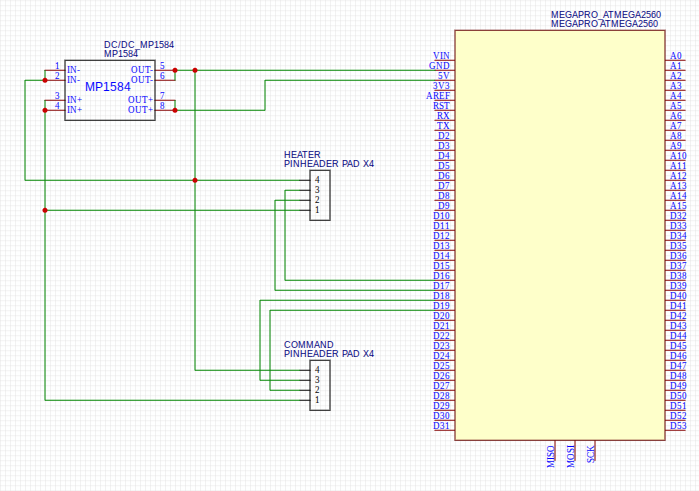 DC/DC_MP1584
MP1584
1 IN- OUT- 5
2 IN- OUT- 6
MP1584
3 IN+ OUT+ 7
4 IN+ OUT+ 8
HEATER
PINHEADER PAD X4
4
3
2
1
COMMAND
PINHEADER PAD X4
4
3
2
1
MEGAPRO_ATMEGA2560
MEGAPRO ATMEGA2560
VIN
GND
5V
3V3
AREF
RST
RX
TX
D2
D3
D4
D5
D6
D7
D8
D9
D10
D11
D12
D13
D14
D15
D16
D17
D18
D19
D20
D21
D22
D23
D24
D25
D26
D27
D28
D29
D30
D31
A0
A1
A2
A3
A4
A5
A6
A7
A8
A9
A10
A11
A12
A13
A14
A15
D32
D33
D34
D35
D36
D37
D38
D39
D40
D41
D42
D43
D44
D45
D46
D47
D48
D49
D50
D51
D52
D53
MISO
MOSI
SCK